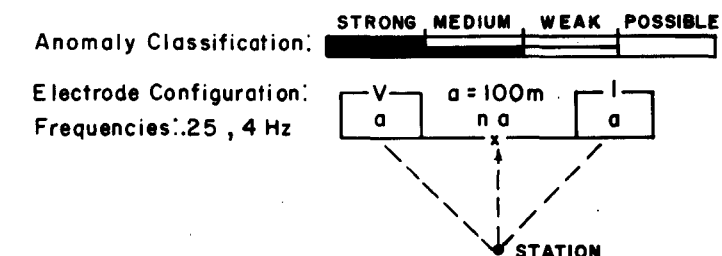 STRONG MEDIUM WEAK POSSIBLE
Anomaly Classification:
Electrode Configuration: V a = 100m I
Frequencies: .25 , 4 Hz a n a a
x
STATION